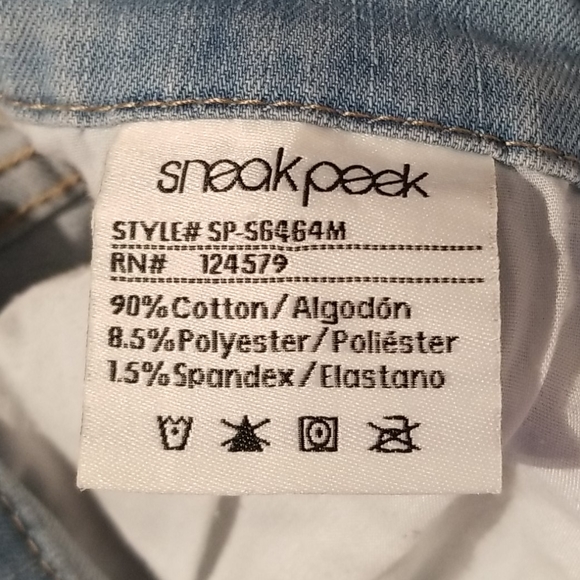 sneak peek
STYLE# SP-S6464M
RN# 124579
90% Cotton/Algodón
8.5% Polyester/Poliéster
1.5% Spandex/Elastano